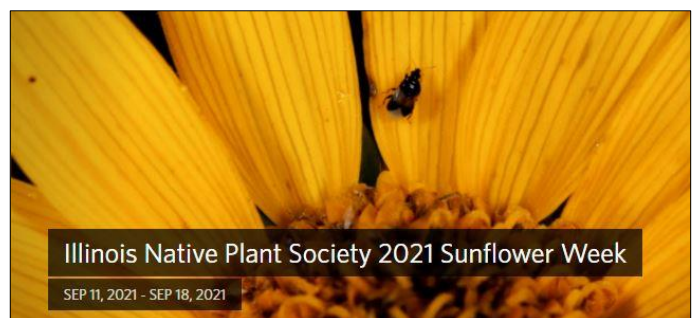 Illinois Native Plant Society 2021 Sunflower Week
SEP 11, 2021 - SEP 18, 2021